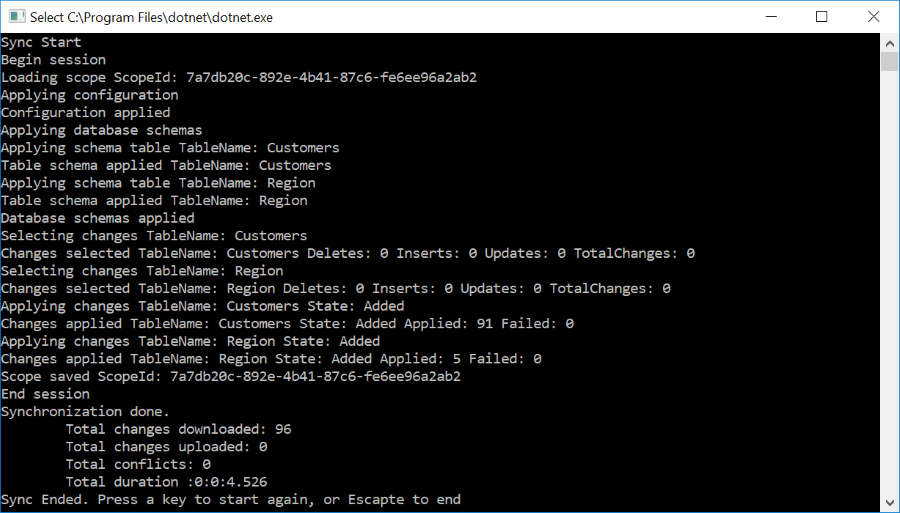 Select C:\Program Files\dotnet\dotnet.exe
Sync Start
Begin session
Loading scope ScopeId: 7a7db20c-892e-4b41-87c6-fe6ee96a2ab2
Applying configuration
Configuration applied
Applying database schemas
Applying schema table TableName: Customers
Table schema applied TableName: Customers
Applying schema table TableName: Region
Table schema applied TableName: Region
Database schemas applied
Selecting changes TableName: Customers
Changes selected TableName: Customers Deletes: 0 Inserts: 0 Updates: 0 TotalChanges: 0
Selecting changes TableName: Region
Changes selected TableName: Region Deletes: 0 Inserts: 0 Updates: 0 TotalChanges: 0
Applying changes TableName: Customers State: Added
Changes applied TableName: Customers State: Added Applied: 91 Failed: 0
Applying changes TableName: Region State: Added
Changes applied TableName: Region State: Added Applied: 5 Failed: 0
Scope saved ScopeId: 7a7db20c-892e-4b41-87c6-fe6ee96a2ab2
End session
Synchronization done.
        Total changes downloaded: 96
        Total changes uploaded: 0
        Total conflicts: 0
        Total duration :0:0:4.526
Sync Ended. Press a key to start again, or Escapte to end